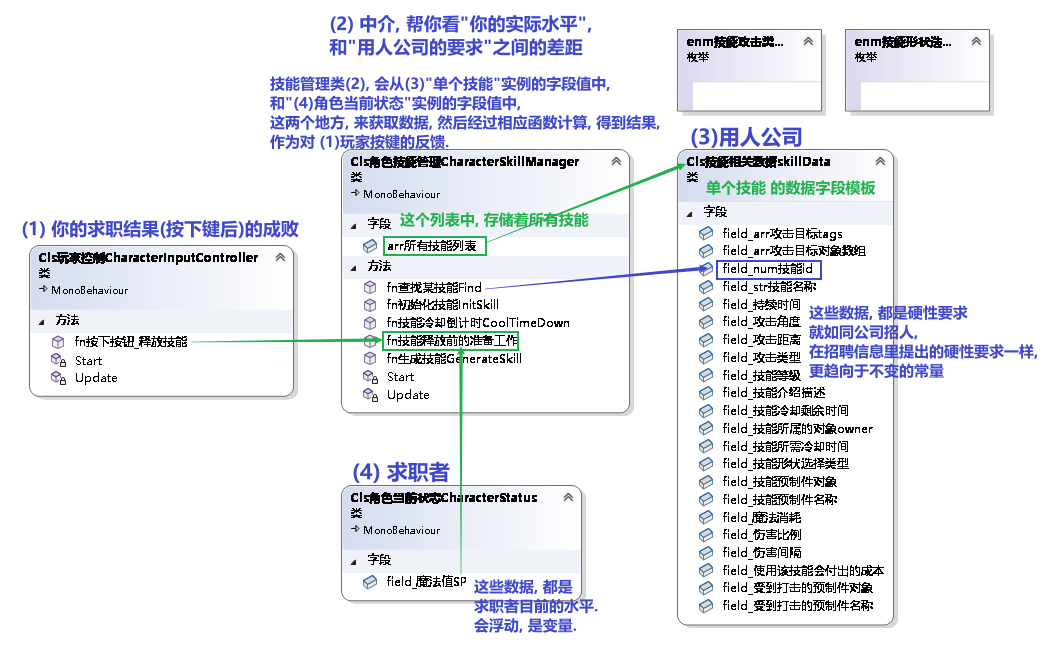 (2) 中介, 帮你看"你的实际水平",
和"用人公司的要求"之间的差距
技能管理类(2), 会从(3)"单个技能"实例的字段值中,
和"(4)角色当前状态"实例的字段值中,
这两个地方, 来获取数据, 然后经过相应函数计算, 得到结果,
作为对 (1)玩家按键的反馈.
enm技能攻击类...
枚举
enm技能形状选...
枚举
(1) 你的求职结果(按下键后)的成败
Cls玩家控制CharacterInputController
类
MonoBehaviour
方法
fn按下按钮_释放技能
Start
Update
Cls角色技能管理CharacterSkillManager
类
MonoBehaviour
字段
这个列表中, 存储着所有技能
arr所有技能列表
方法
fn查找某技能Find
fn初始化技能InitSkill
fn技能冷却倒计时CoolTimeDown
fn技能释放前的准备工作
fn生成技能GenerateSkill
Start
Update
(3)用人公司
Cls技能相关数据skillData
类
单个技能 的数据字段模板
字段
field_arr攻击目标tags
field_arr攻击目标对象数组
field_num技能id
field_str技能名称
field_持续时间
field_攻击角度
field_攻击距离
field_攻击类型
field_技能等级
field_技能介绍描述
field_技能冷却剩余时间
field_技能所属的对象owner
field_技能所需冷却时间
field_技能形状选择类型
field_技能预制件对象
field_技能预制件名称
field_魔法消耗
field_伤害比例
field_伤害间隔
field_使用该技能会付出的成本
field_受到打击的预制件对象
field_受到打击的预制件名称
这些数据, 都是硬性要求
就如同公司招人,
在招聘信息里提出的硬性要求一样,
更趋向于不变的常量
(4) 求职者
Cls角色当前状态CharacterStatus
类
MonoBehaviour
字段
field_魔法值SP
这些数据, 都是
求职者目前的水平.
会浮动, 是变量.